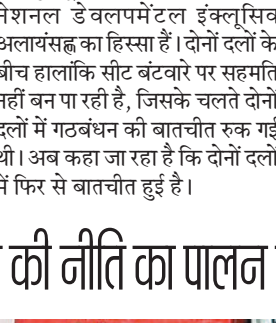 नेशनल डेवलपमेंटल इंक्लूसिव
अलायंसह्न का हिस्सा हैं। दोनों दलों के
बीच हालांकि सीट बंटवारे पर सहमति
नहीं बन पा रही है, जिसके चलते दोनों
दलों में गठबंधन की बातचीत रुक गई
थी। अब कहा जा रहा है कि दोनों दलों
में फिर से बातचीत हुई है।
की नीति का पालन